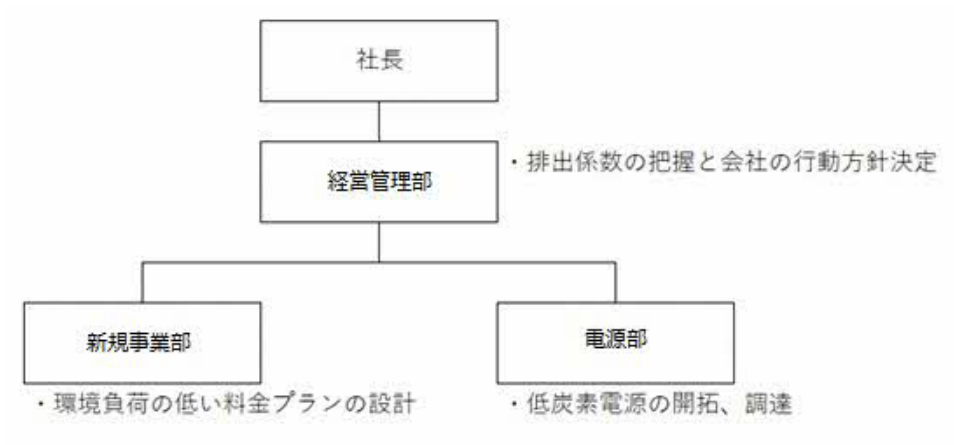 社長
経営管理部
・排出係数の把握と会社の行動方針決定
新規事業部
・環境負荷の低い料金プランの設計
電源部
・低炭素電源の開拓、調達